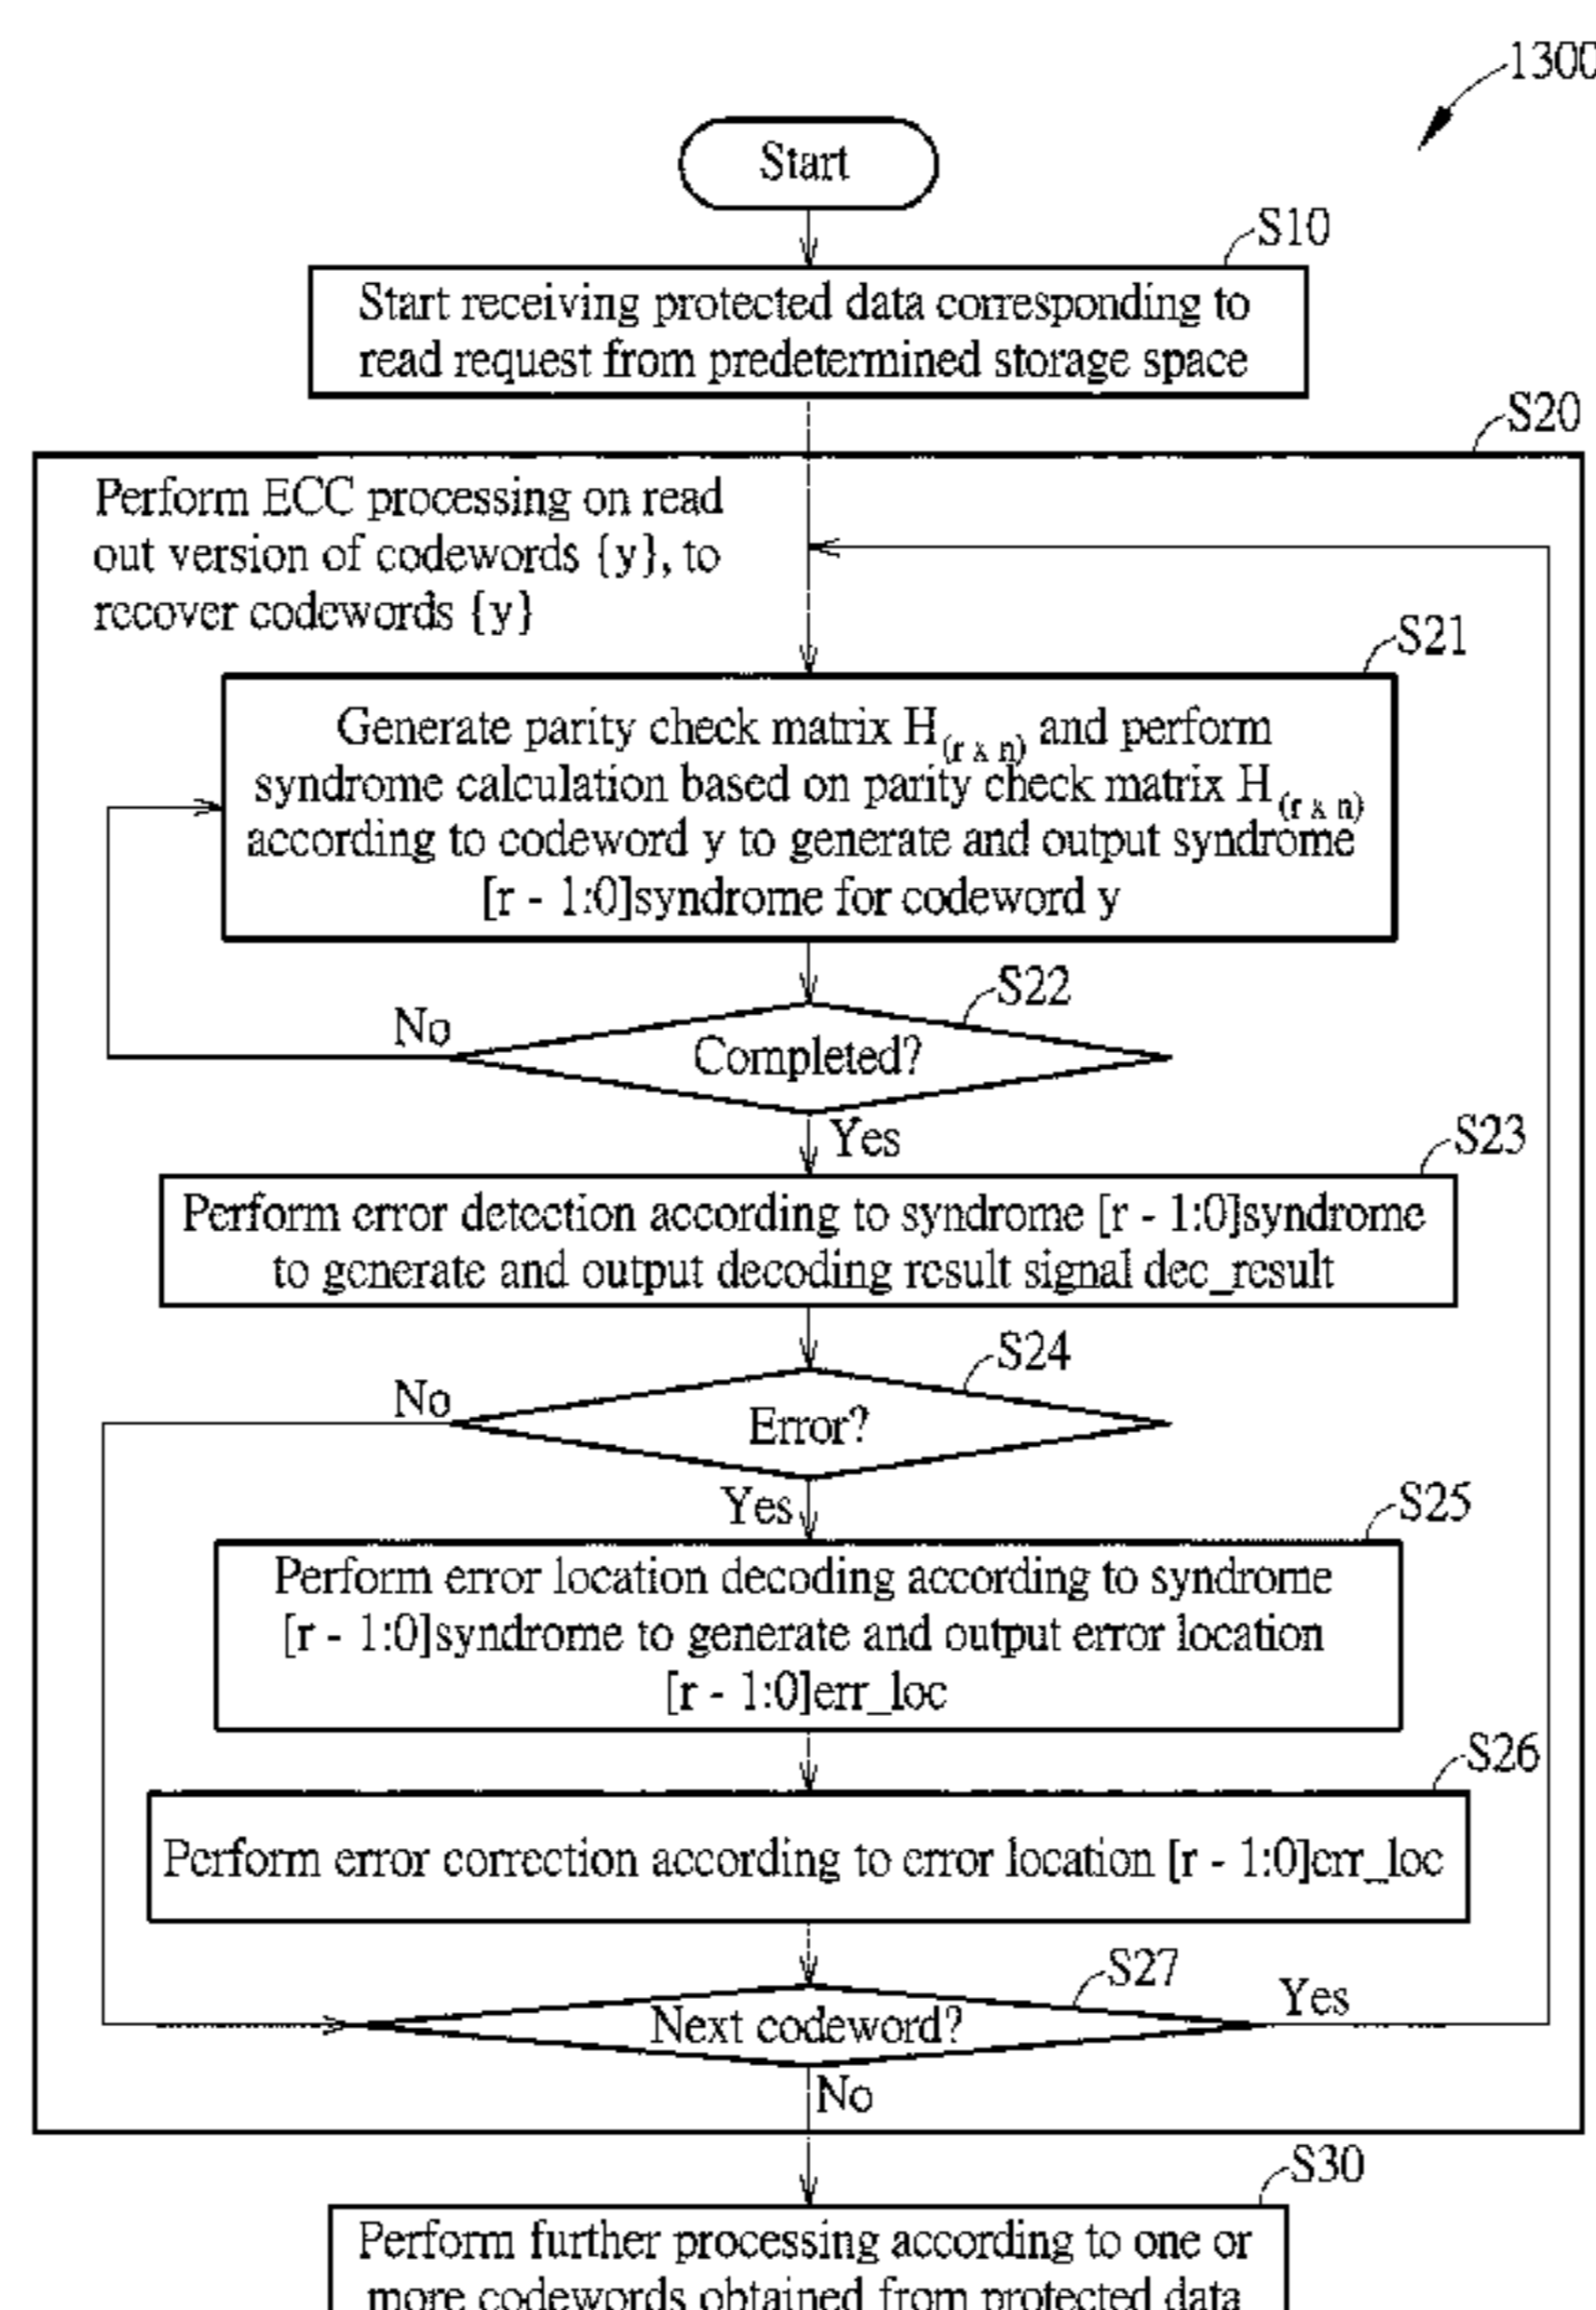 1300
Start
S10
Start receiving protected data corresponding to
read request from predetermined storage space
S20
Perform ECC processing on read
out version of codewords {y}, to
recover codewords {y}
S21
Generate parity check matrix H(r x n) and perform
syndrome calculation based on parity check matrix H(r x n)
according to codeword y to generate and output syndrome
[r - 1:0]syndrome for codeword y
S22
No
Completed?
Yes
S23
Perform error detection according to syndrome [r - 1:0]syndrome
to generate and output decoding result signal dec_result
S24
No
Error?
Yes
S25
Perform error location decoding according to syndrome
[r - 1:0]syndrome to generate and output error location
[r - 1:0]err_loc
S26
Perform error correction according to error location [r - 1:0]err_loc
S27
Next codeword?
Yes
No
S30
Perform further processing according to one or
more codewords obtained from protected data